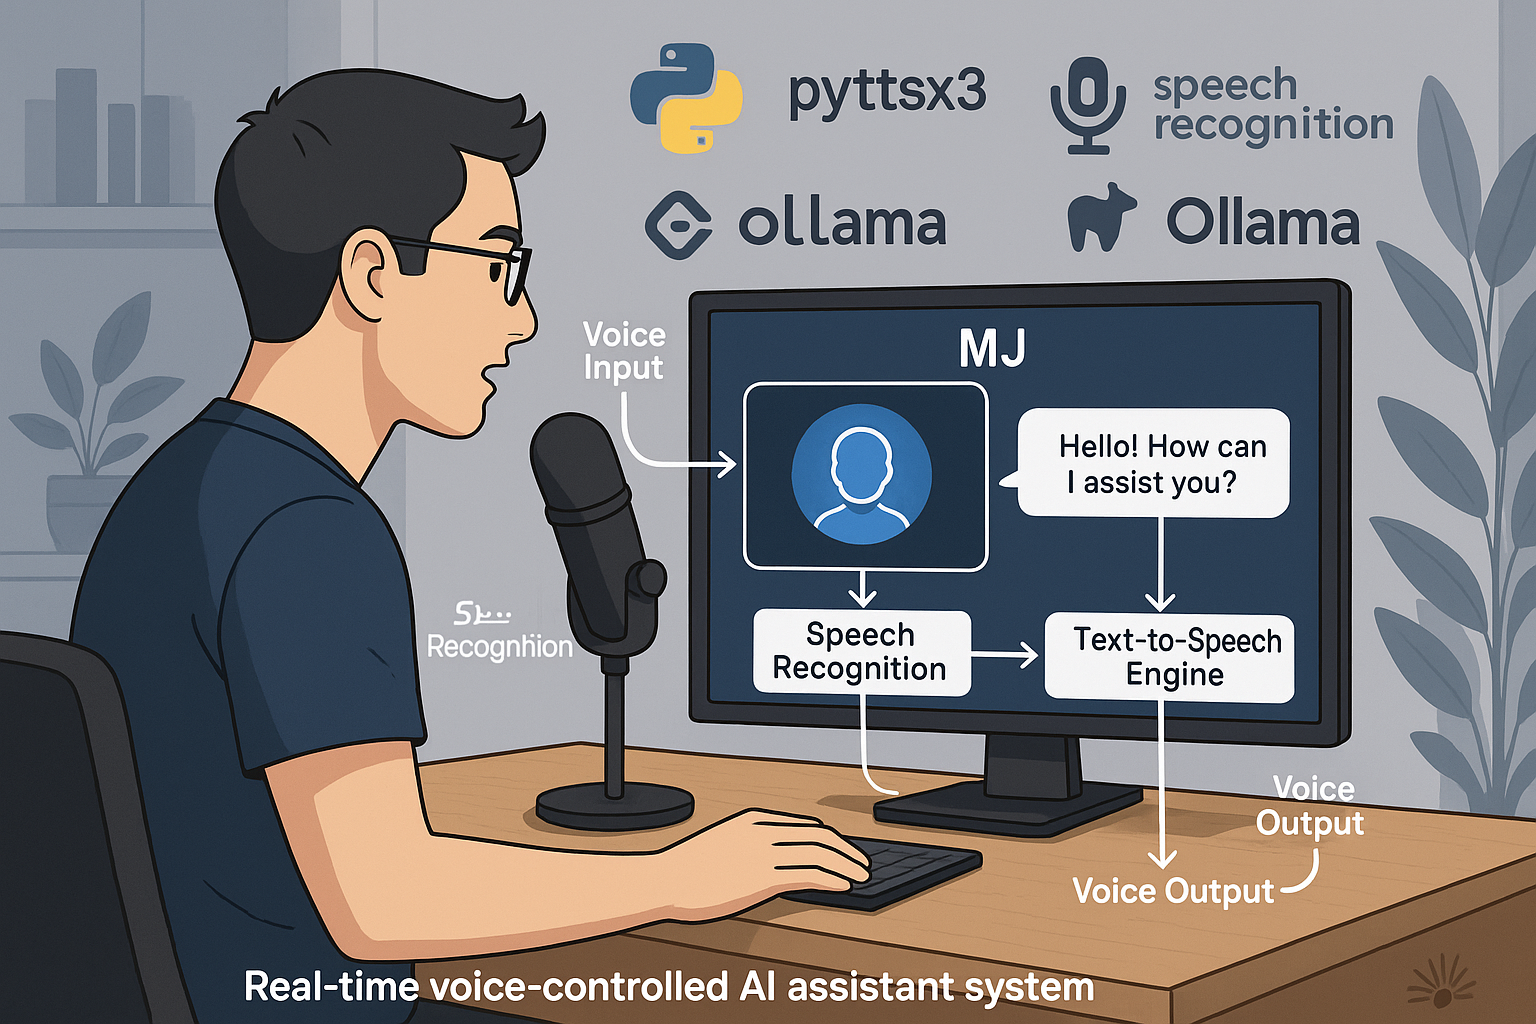 pyttsx3
speech
recognition
ollama
Ollama
Voice
Input
MJ
Hello! How can
I assist you?
Recognhion
Speech
Recognition
Text-to-Speech
Engine
Voice
Output
Voice Output
Real-time voice-controlled AI assistant system